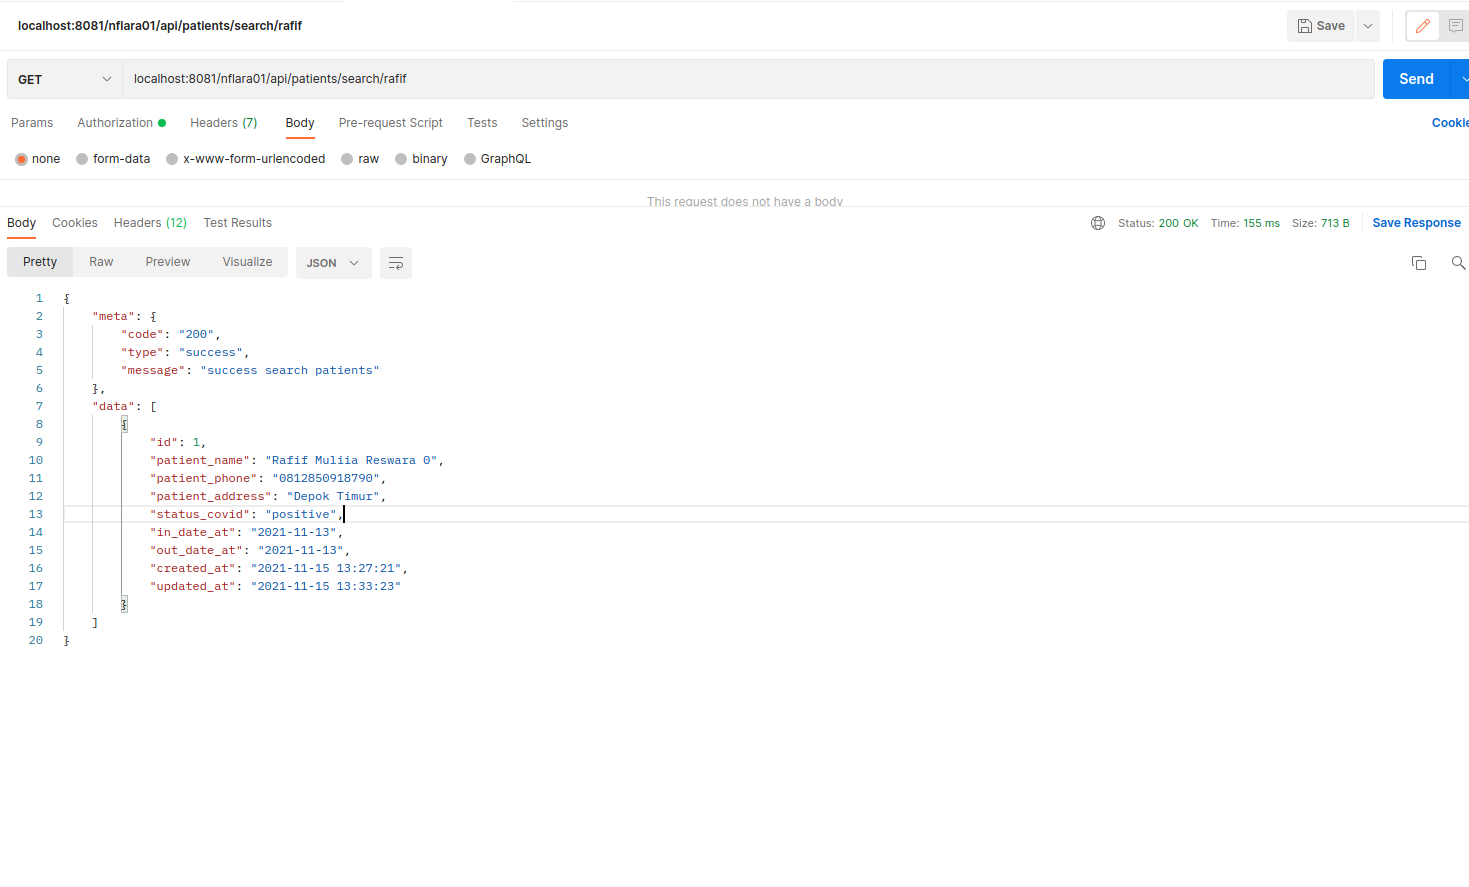 localhost:8081/nflara01/api/patients/search/rafif
Save
GET
localhost:8081/nflara01/api/patients/search/rafif
Send
Params Authorization Headers (7) Body Pre-request Script Tests Settings
Cookie
none form-data x-www-form-urlencoded raw binary GraphQL
This request does not have a body
Body Cookies Headers (12) Test Results
Status: 200 OK Time: 155 ms Size: 713 B Save Response
Pretty Raw Preview Visualize JSON
1 {
2 "meta": {
3 "code": "200",
4 "type": "success",
5 "message": "success search patients"
6 },
7 "data": [
8 {
9 "id": 1,
10 "patient_name": "Rafif Muliia Reswara 0",
11 "patient_phone": "0812850918790",
12 "patient_address": "Depok Timur",
13 "status_covid": "positive",
14 "in_date_at": "2021-11-13",
15 "out_date_at": "2021-11-13",
16 "created_at": "2021-11-15 13:27:21",
17 "updated_at": "2021-11-15 13:33:23"
18 }
19 ]
20 }